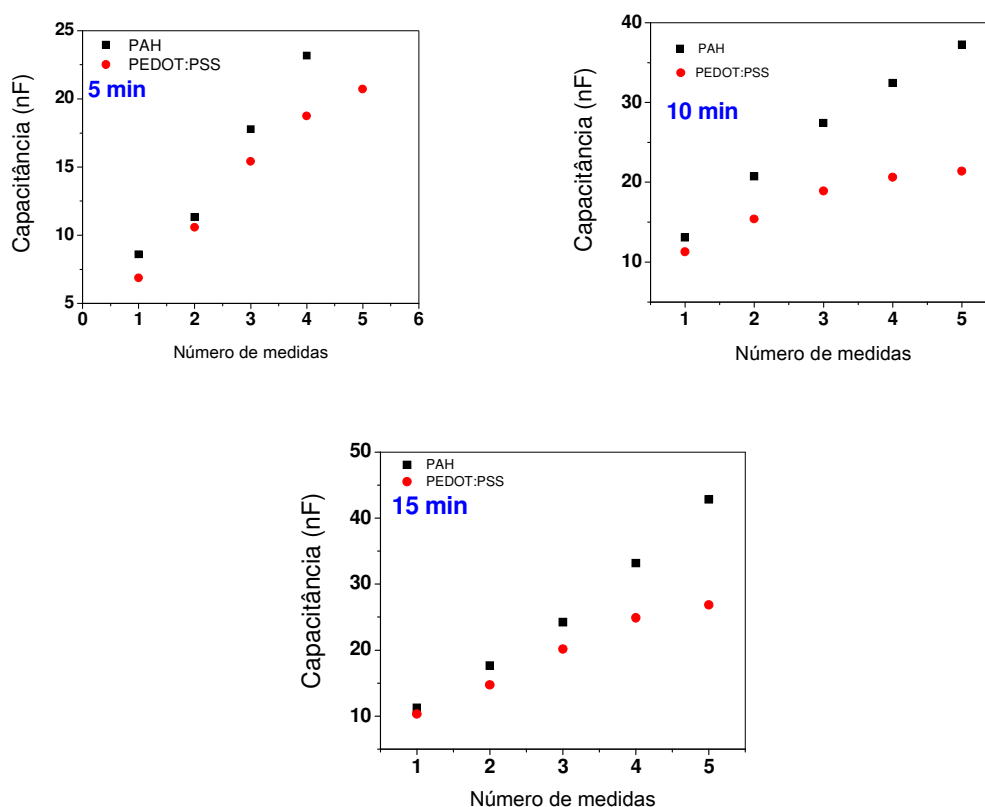 25
20
15
10
5
Capacitância (nF)
PAH
PEDOT:PSS
5 min
0 1 2 3 4 5 6
Número de medidas
40
30
20
10
Capacitância (nF)
PAH
PEDOT:PSS
10 min
1 2 3 4 5
Número de medidas
50
40
30
20
10
Capacitância (nF)
PAH
PEDOT:PSS
15 min
1 2 3 4 5
Número de medidas